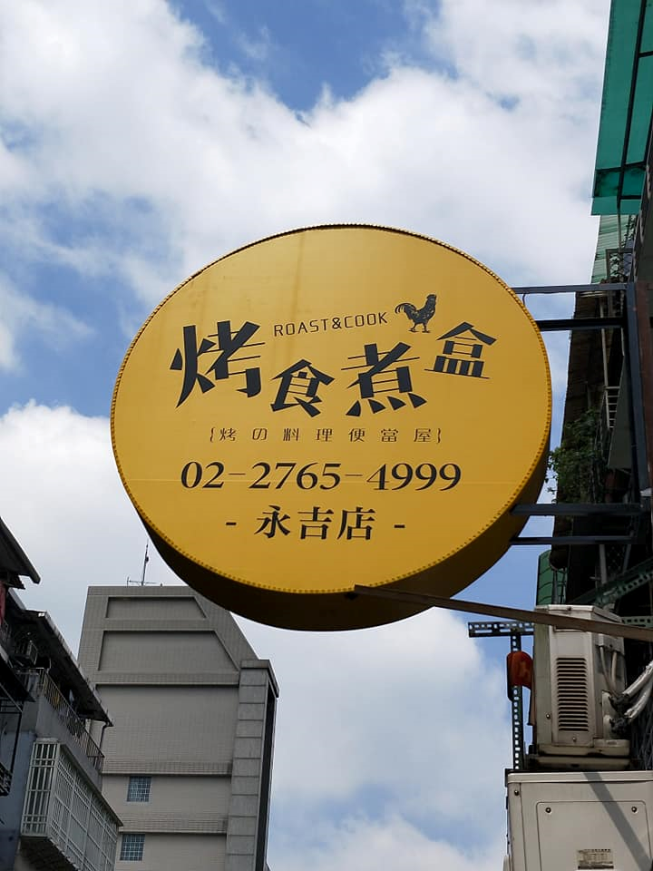 ROAST&COOK
烤食煮盒
{烤の料理便當屋}
02-2765-4999
- 永吉店 -